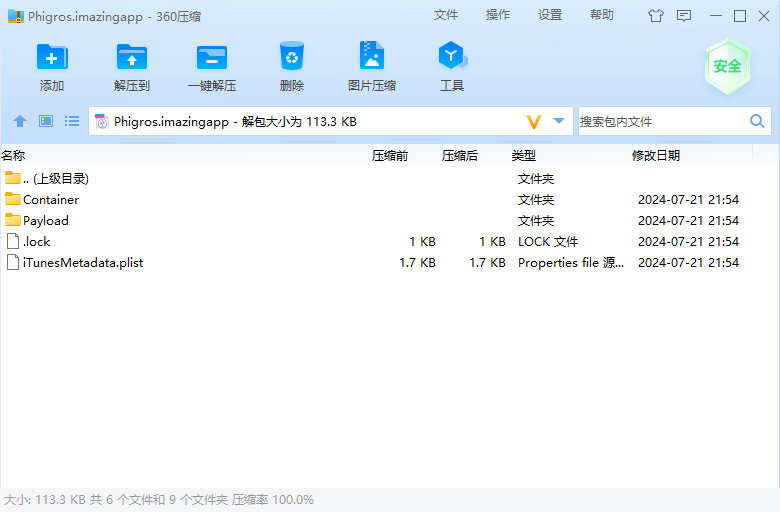 Phigros.imazingapp - 360压缩 文件 操作 设置 帮助
添加 解压到 一键解压 删除 图片压缩 工具 安全
Phigros.imazingapp - 解包大小为 113.3 KB 搜索包内文件
名称 压缩前 压缩后 类型 修改日期
.. (上级目录) 文件夹
Container 文件夹 2024-07-21 21:54
Payload 文件夹 2024-07-21 21:54
.lock 1 KB 1 KB LOCK 文件 2024-07-21 21:54
iTunesMetadata.plist 1.7 KB 1.7 KB Properties file 源... 2024-07-21 21:54
大小: 113.3 KB 共 6 个文件和 9 个文件夹 压缩率 100.0%